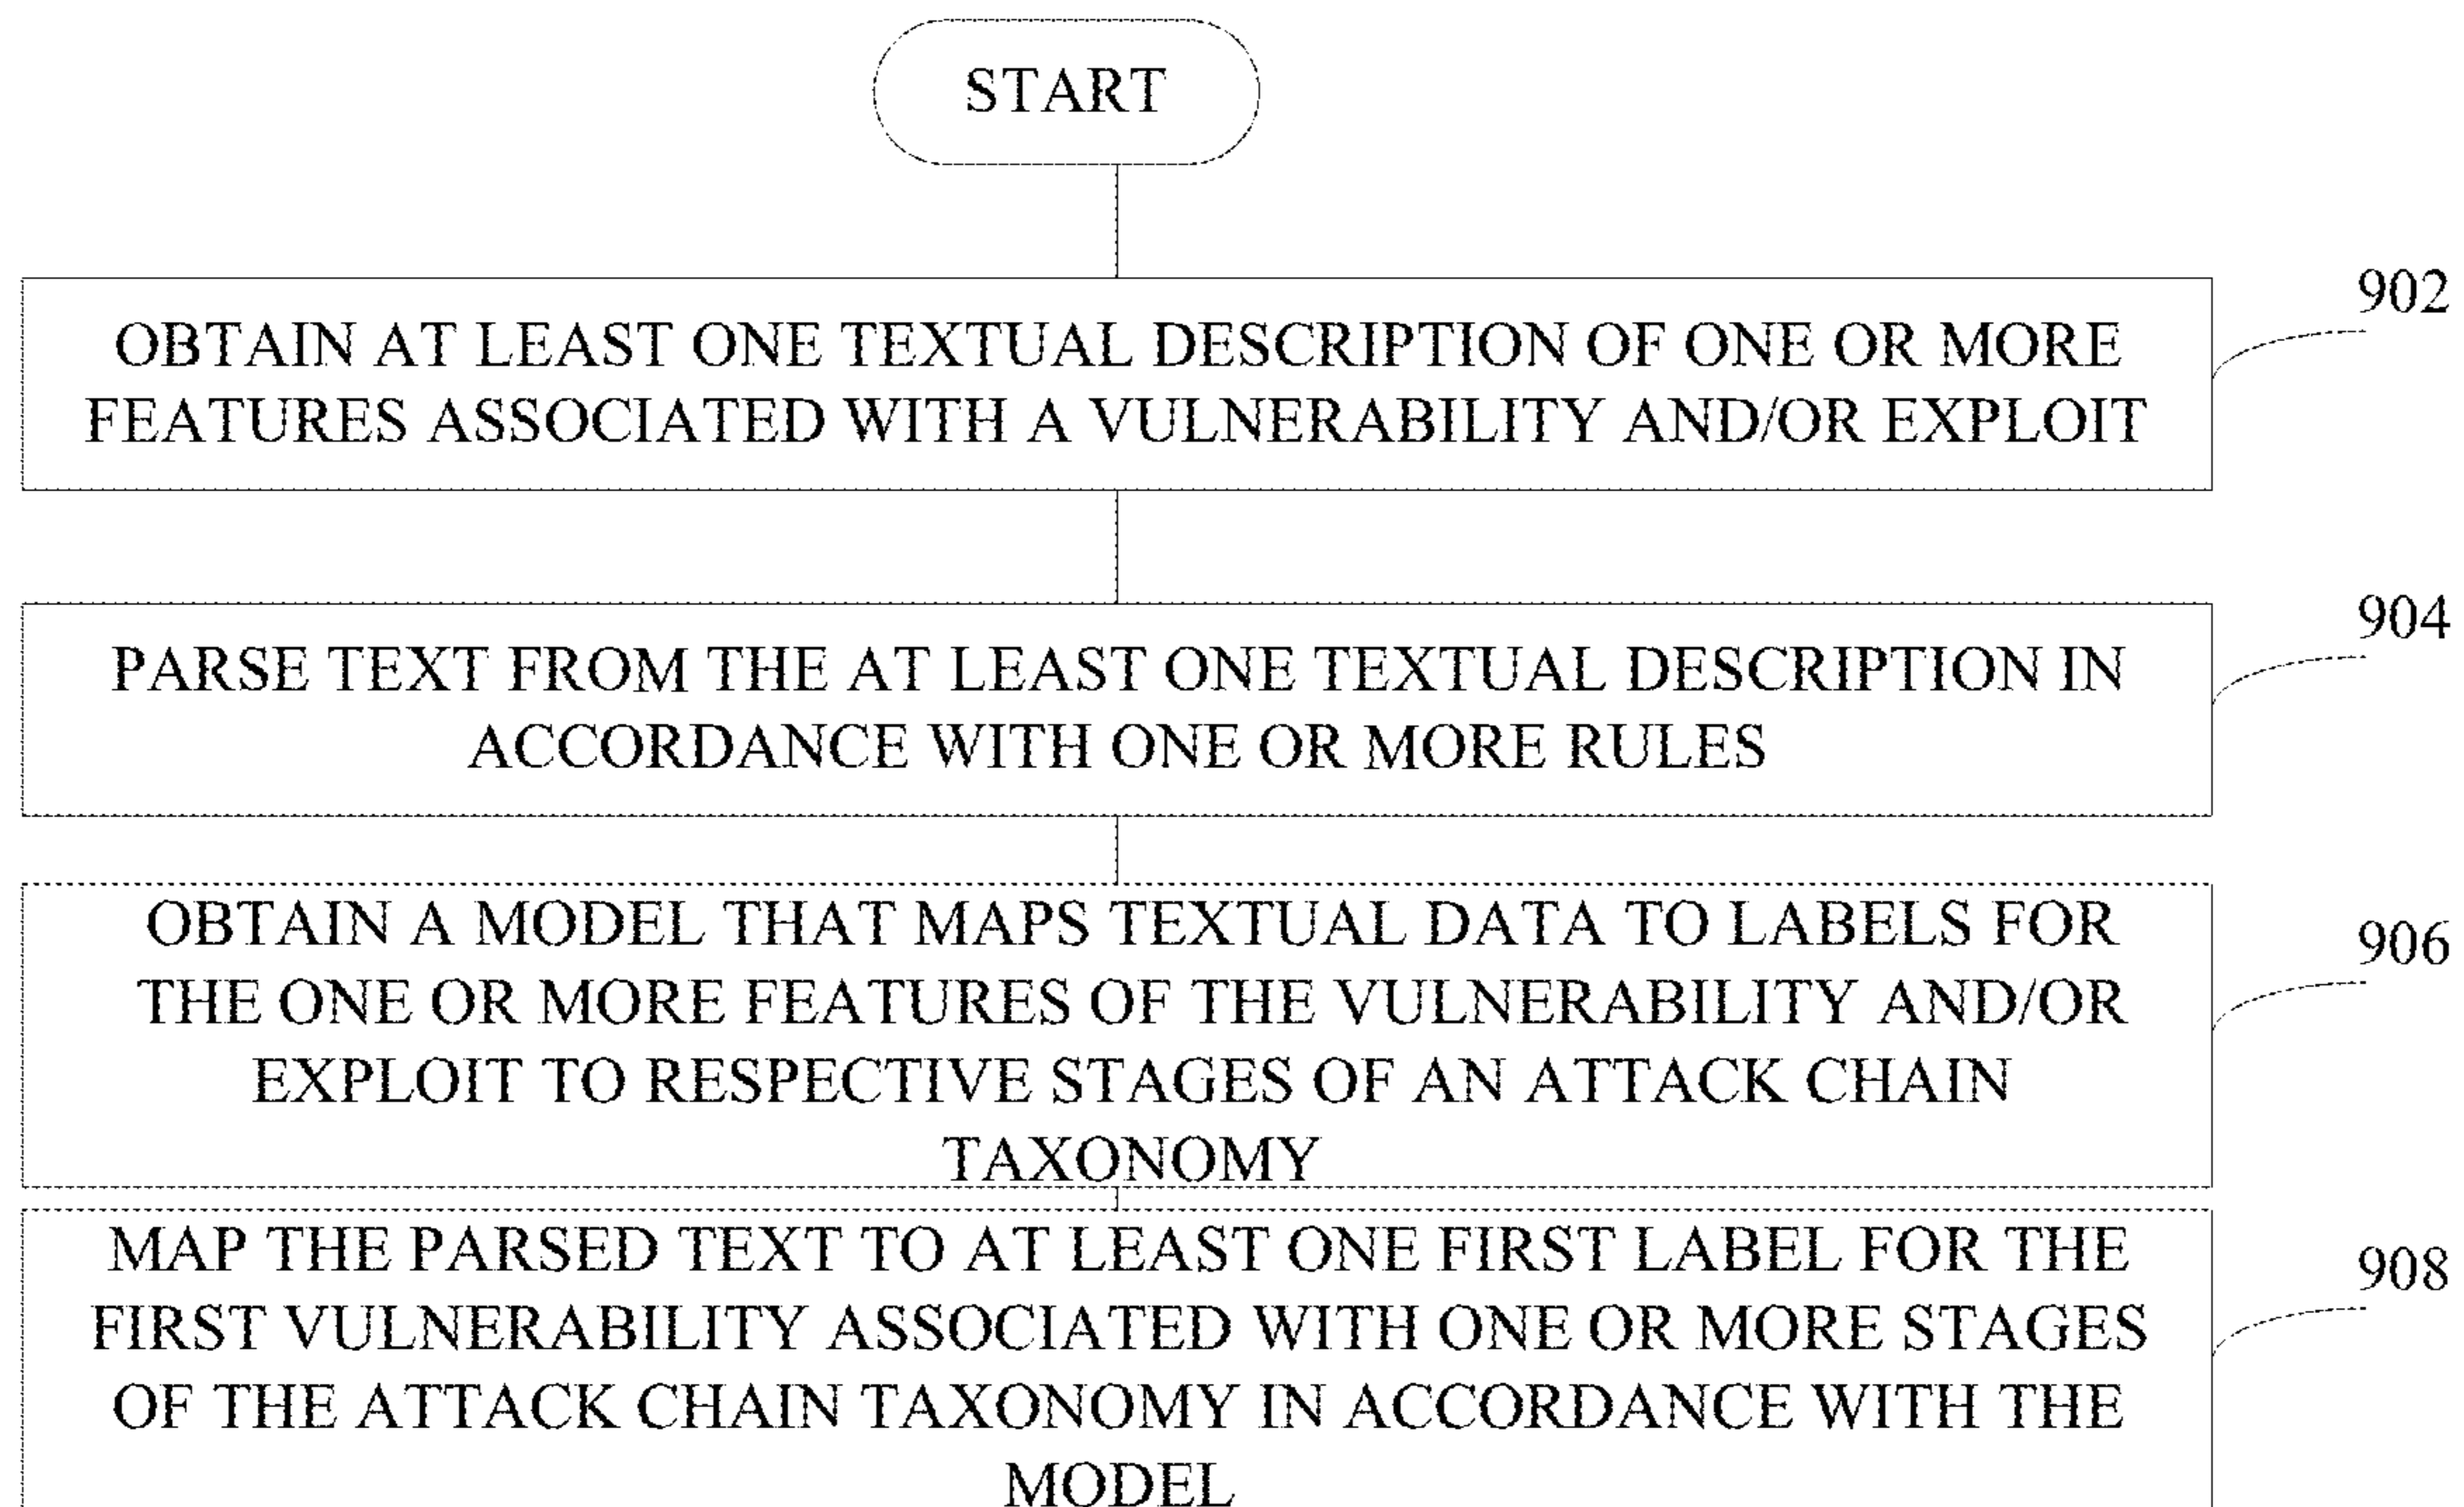 START
902
OBTAIN AT LEAST ONE TEXTUAL DESCRIPTION OF ONE OR MORE
FEATURES ASSOCIATED WITH A VULNERABILITY AND/OR EXPLOIT
904
PARSE TEXT FROM THE AT LEAST ONE TEXTUAL DESCRIPTION IN
ACCORDANCE WITH ONE OR MORE RULES
906
OBTAIN A MODEL THAT MAPS TEXTUAL DATA TO LABELS FOR
THE ONE OR MORE FEATURES OF THE VULNERABILITY AND/OR
EXPLOIT TO RESPECTIVE STAGES OF AN ATTACK CHAIN
TAXONOMY
908
MAP THE PARSED TEXT TO AT LEAST ONE FIRST LABEL FOR THE
FIRST VULNERABILITY ASSOCIATED WITH ONE OR MORE STAGES
OF THE ATTACK CHAIN TAXONOMY IN ACCORDANCE WITH THE
MODEL